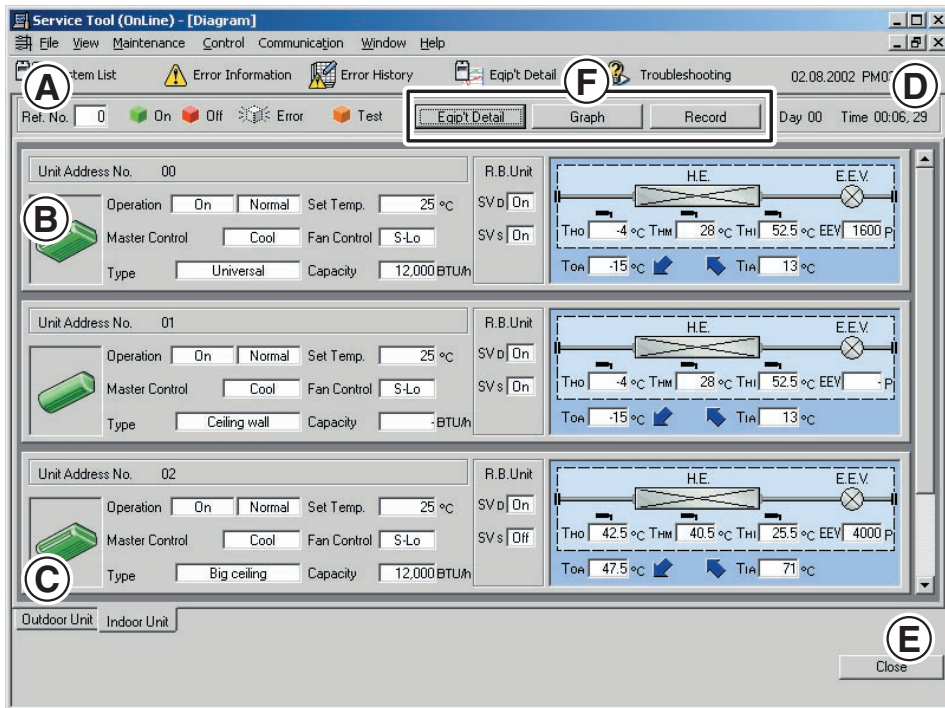 Service Tool (OnLine) - [Diagram]
File View Maintenance Control Communication Window Help
tem List Error Information Error History Eqip't Detail F Troubleshooting 02.08.2002
A D
Ref. No. 0 On Off Error Test Eqip't Detail Graph Record Day 00 Time 00:06, 29
Unit Address No. 00 R.B.Unit H.E. E.E.V.
B Operation On Normal Set Temp. 25 °C SV D On
Master Control Cool Fan Control S-Lo SV S On THO -4 °C THM 28 °C THI 52.5 °C EEV 1600 P
Type Universal Capacity 12,000 BTU/h TOA -15 °C TIA 13 °C
Unit Address No. 01 R.B.Unit H.E. E.E.V.
Operation On Normal Set Temp. 25 °C SV D On
Master Control Cool Fan Control S-Lo SV S On THO -4 °C THM 28 °C THI 52.5 °C EEV - P
Type Ceiling wall Capacity - BTU/h TOA -15 °C TIA 13 °C
Unit Address No. 02 R.B.Unit H.E. E.E.V.
Operation On Normal Set Temp. 25 °C SV D On
Master Control Cool Fan Control S-Lo SV S Off THO 42.5 °C THM 40.5 °C THI 25.5 °C EEV 4000 P
C Type Big ceiling Capacity 12,000 BTU/h TOA 47.5 °C TIA 71 °C
Outdoor Unit Indoor Unit
E
Close